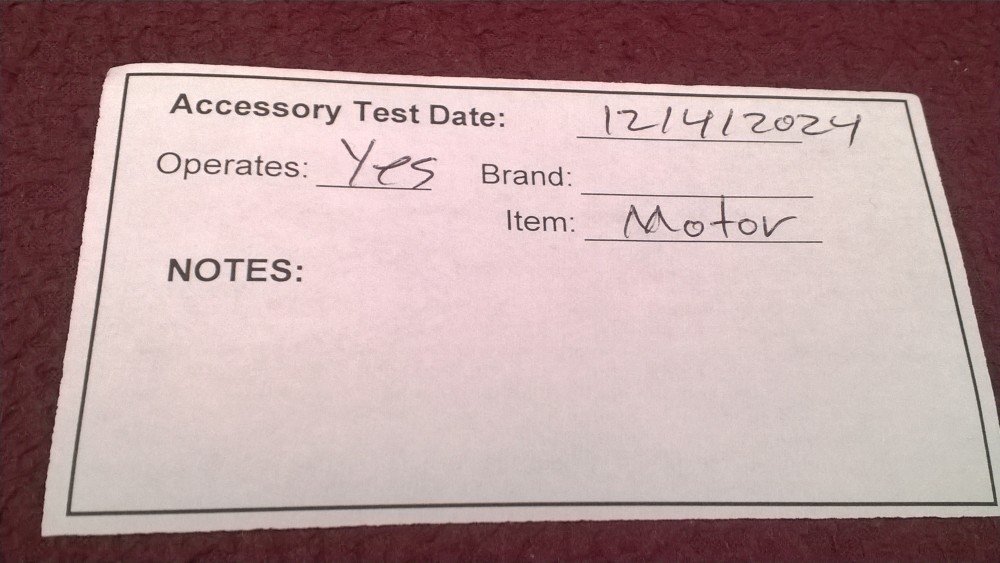 Accessory Test Date: 12/4/2024
Operates: Yes Brand:
Item: Motor
NOTES: